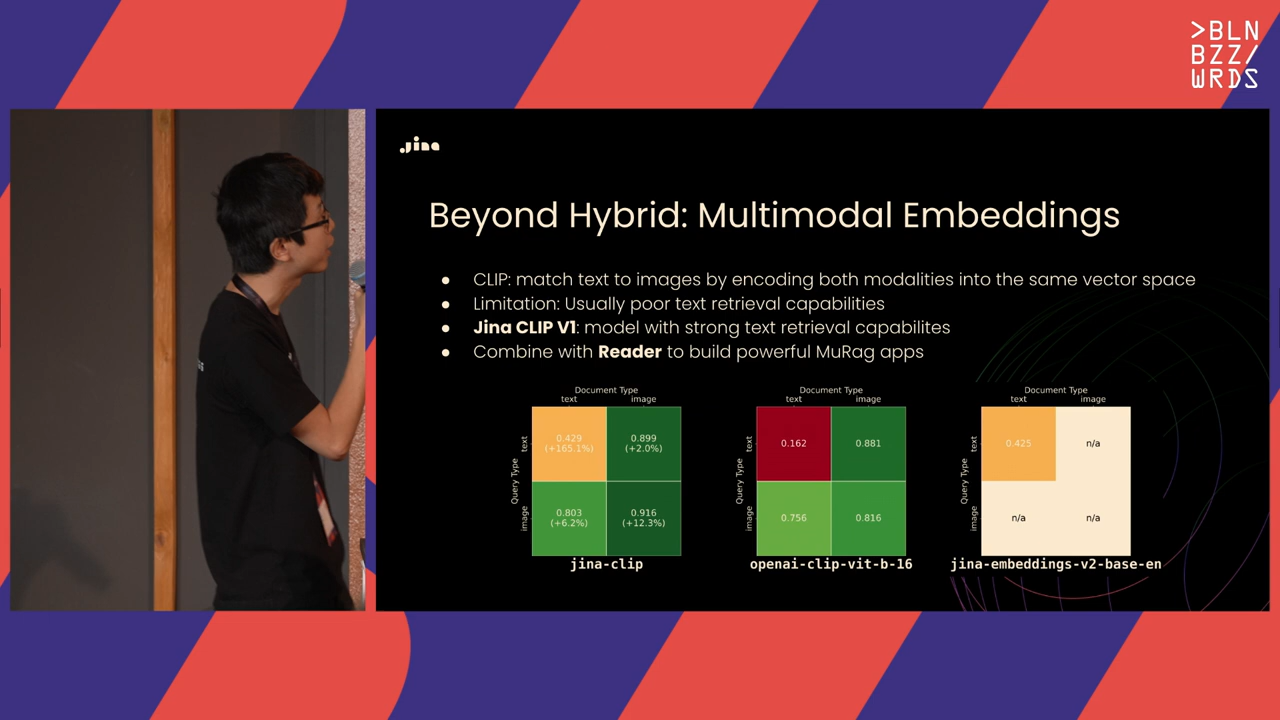 >BLN
BZZ/
WRDS
Jina
Beyond Hybrid: Multimodal Embeddings
● CLIP: match text to images by encoding both modalities into the same vector space
● Limitation: Usually poor text retrieval capabilities
● Jina CLIP V1: model with strong text retrieval capabilites
● Combine with Reader to build powerful MuRag apps
Document Type
text image
Query Type
text
image
0.429
(+165.1%)
0.899
(+2.0%)
0.803
(+6.2%)
0.916
(+12.3%)
jina-clip
Document Type
text image
Query Type
text
image
0.162 0.881
0.756 0.816
openai-clip-vit-b-16
Document Type
text image
Query Type
text
image
0.425 n/a
n/a n/a
jina-embeddings-v2-base-en